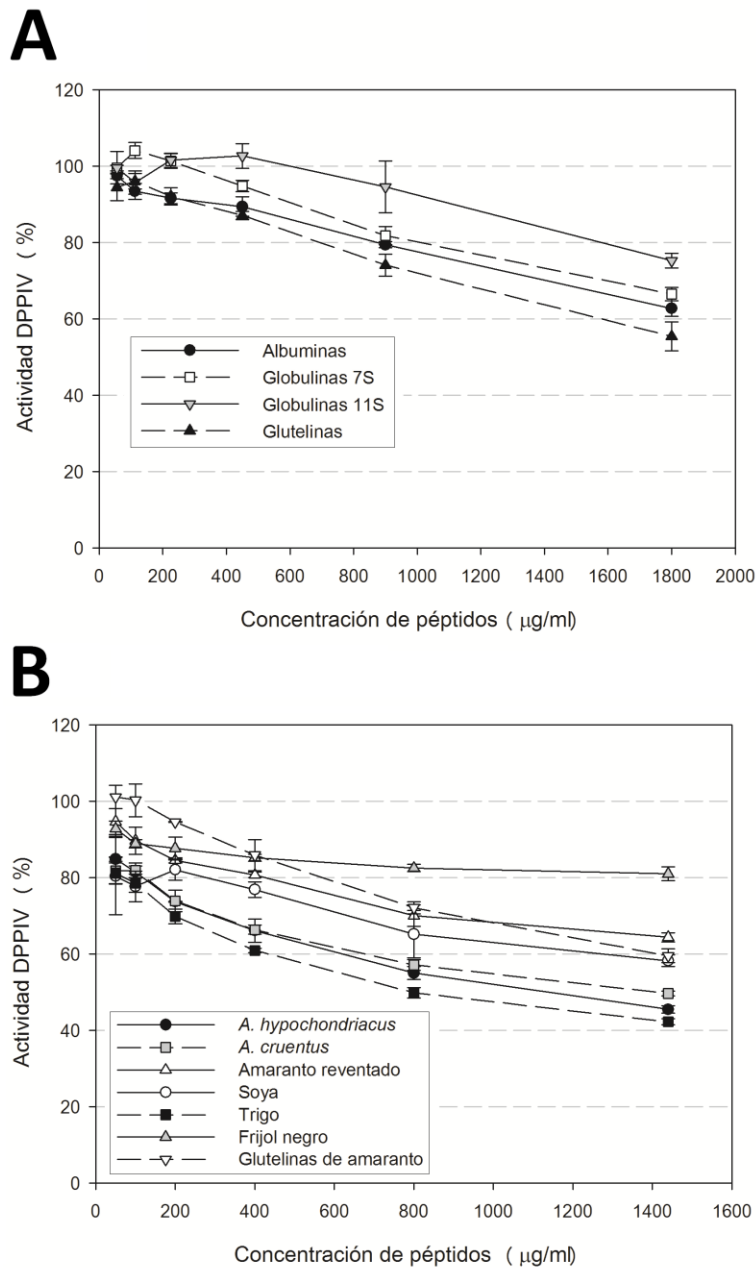 A
120
100
80
60
40
20
0
Actividad DPPIV ( %)
Albuminas
Globulinas 7S
Globulinas 11S
Glutelinas
0 200 400 600 800 1000 1200 1400 1600 1800 2000
Concentración de péptidos ( μg/ml)
B
120
100
80
60
40
20
0
Actividad DPPIV ( %)
A. hypochondriacus
A. cruentus
Amaranto reventado
Soya
Trigo
Frijol negro
Glutelinas de amaranto
0 200 400 600 800 1000 1200 1400 1600
Concentración de péptidos ( μg/ml)